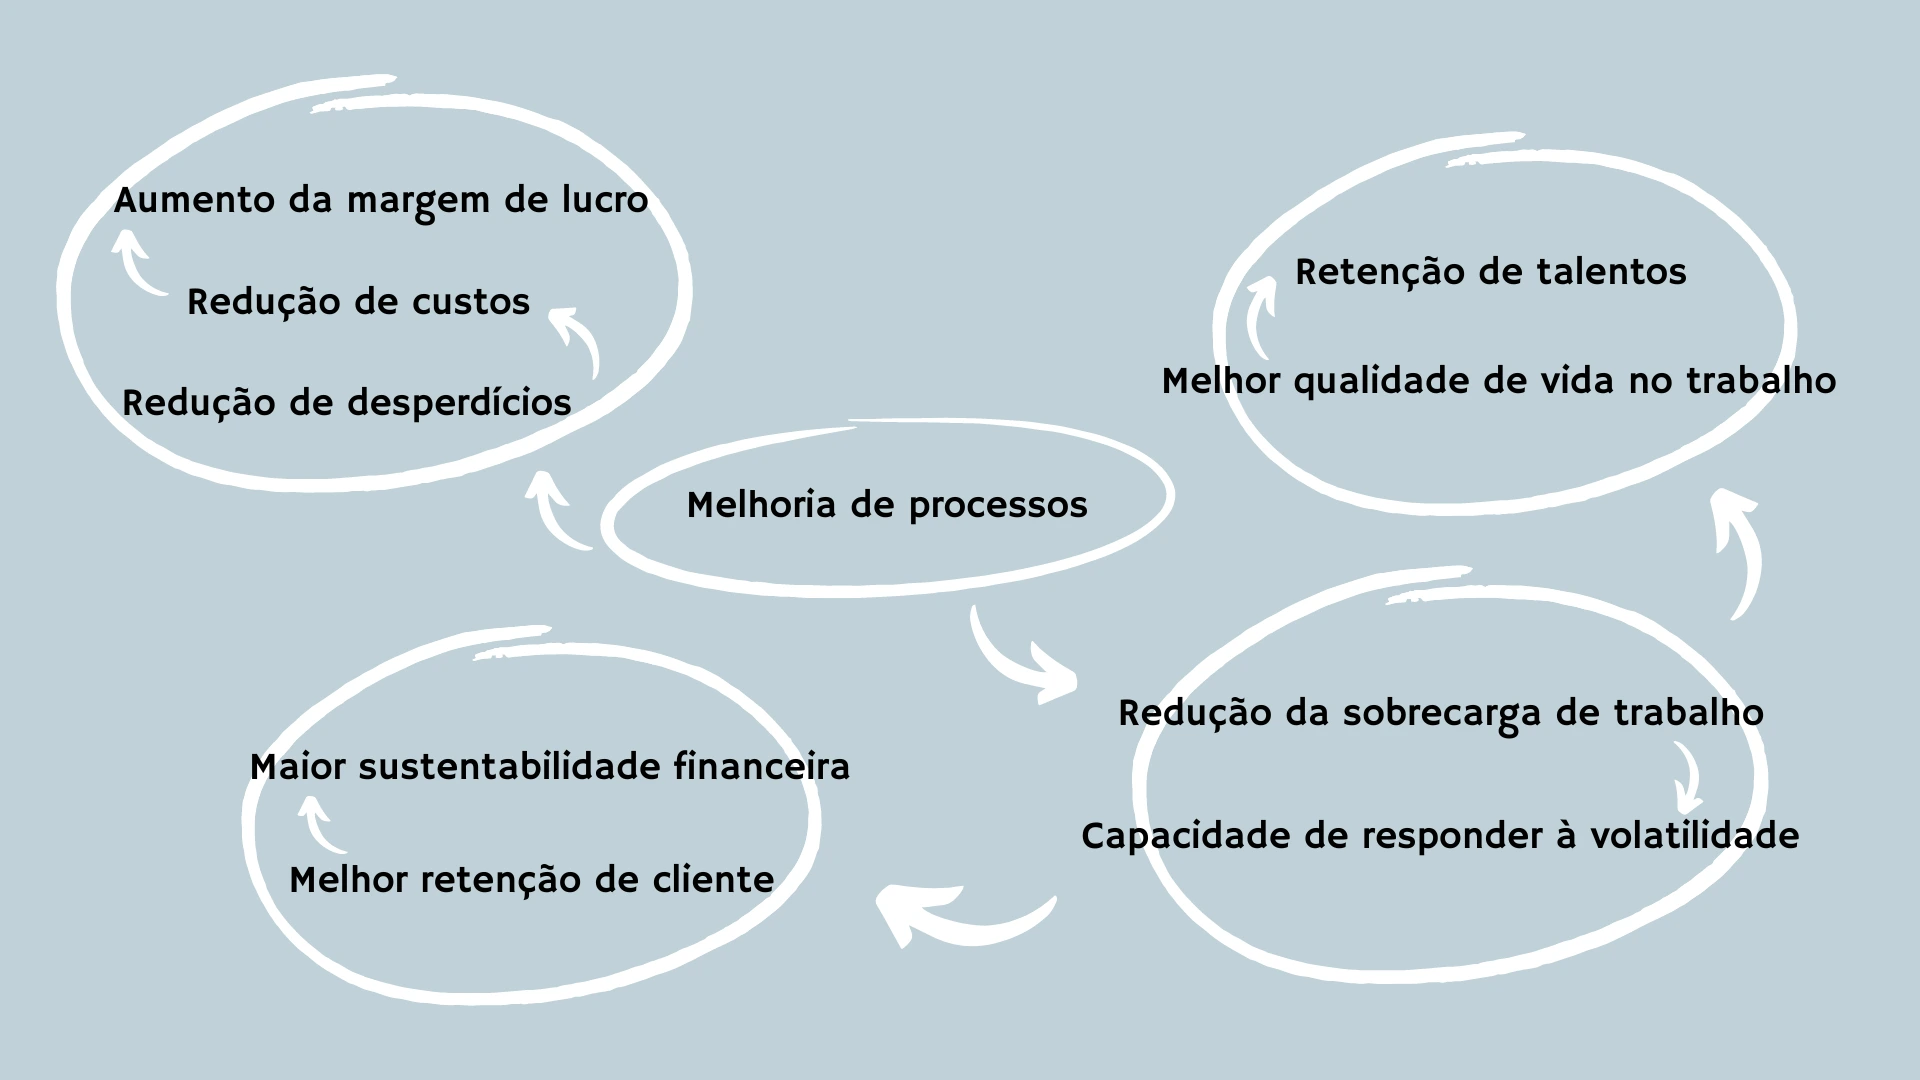 Aumento da margem de lucro
Redução de custos
Redução de desperdícios
Retenção de talentos
Melhor qualidade de vida no trabalho
Melhoria de processos
Maior sustentabilidade financeira
Melhor retenção de cliente
Redução da sobrecarga de trabalho
Capacidade de responder à volatilidade